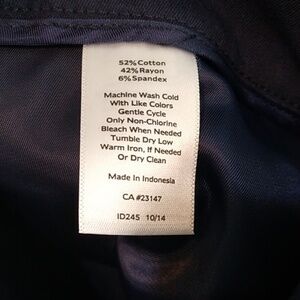 52% Cotton
42% Rayon
6% Spandex
Machine Wash Cold
With Like Colors
Gentle Cycle
Only Non-Chlorine
Bleach When Needed
Tumble Dry Low
Warm Iron, If Needed
Or Dry Clean
Made In Indonesia
CA #23147
ID245 10/14